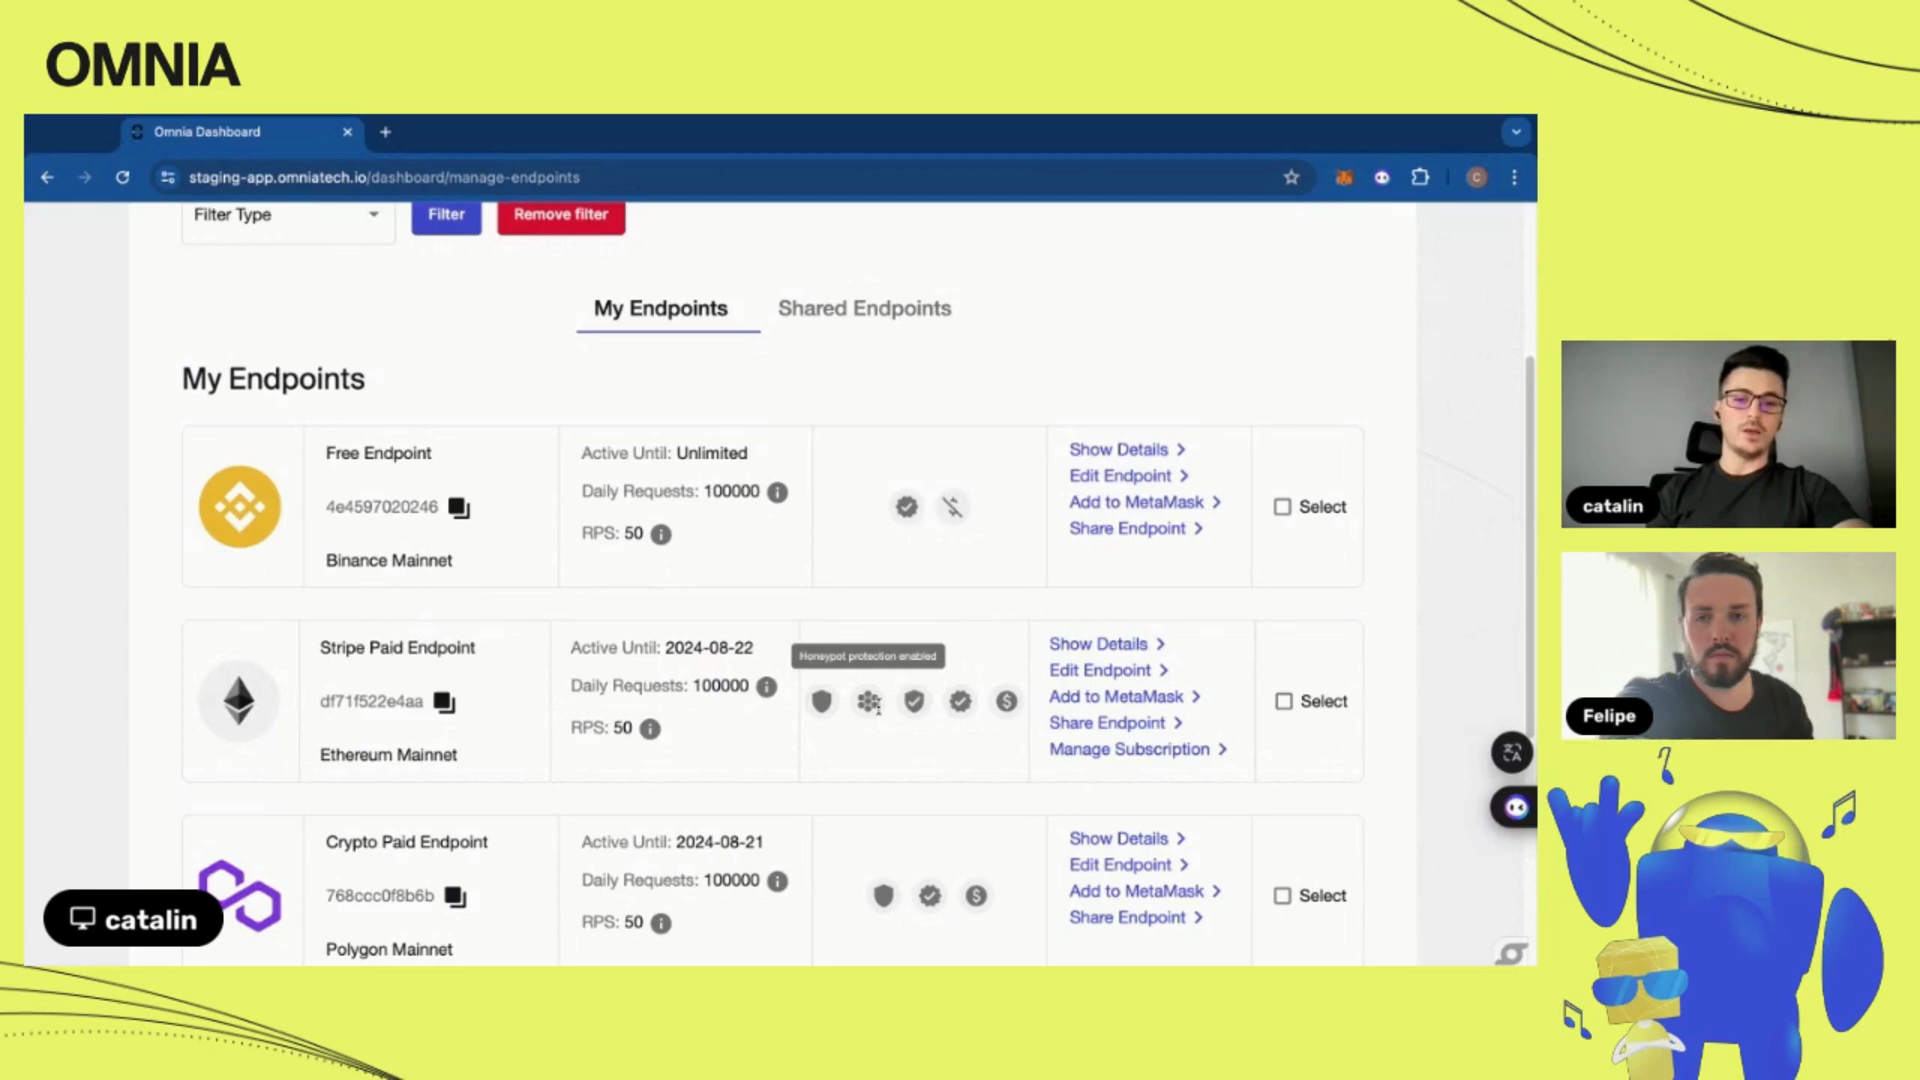 OMNIA
Omnia Dashboard
staging-app.omniatech.io/dashboard/manage-endpoints
C
Filter Type
Filter
Remove filter
My Endpoints
Shared Endpoints
My Endpoints
Free Endpoint
4e4597020246
Binance Mainnet
Active Until: Unlimited
Daily Requests: 100000
RPS: 50
Show Details
Edit Endpoint
Add to MetaMask
Share Endpoint
Select
Stripe Paid Endpoint
df71f522e4aa
Ethereum Mainnet
Active Until: 2024-08-22
Daily Requests: 100000
RPS: 50
Honeypot protection enabled
Show Details
Edit Endpoint
Add to MetaMask
Share Endpoint
Manage Subscription
Select
Crypto Paid Endpoint
768ccc0f8b6b
Polygon Mainnet
Active Until: 2024-08-21
Daily Requests: 100000
RPS: 50
Show Details
Edit Endpoint
Add to MetaMask
Share Endpoint
Select
catalin
catalin
Felipe